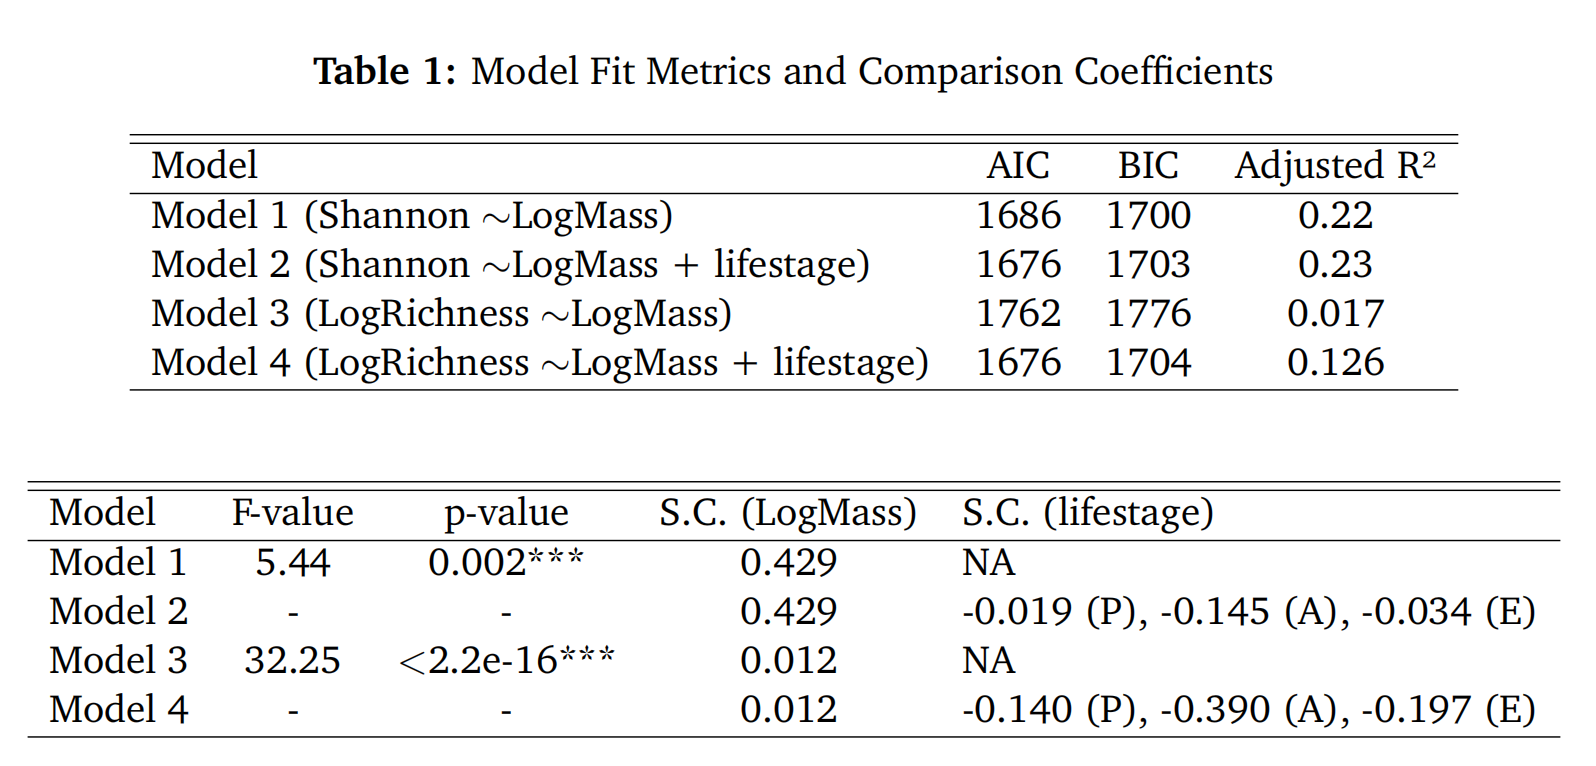 Table 1: Model Fit Metrics and Comparison Coefficients
Model AIC BIC Adjusted R²
Model 1 (Shannon ∼LogMass) 1686 1700 0.22
Model 2 (Shannon ∼LogMass + lifestage) 1676 1703 0.23
Model 3 (LogRichness ∼LogMass) 1762 1776 0.017
Model 4 (LogRichness ∼LogMass + lifestage) 1676 1704 0.126
Model F-value p-value S.C. (LogMass) S.C. (lifestage)
Model 1 5.44 0.002*** 0.429 NA
Model 2 - - 0.429 -0.019 (P), -0.145 (A), -0.034 (E)
Model 3 32.25 <2.2e-16*** 0.012 NA
Model 4 - - 0.012 -0.140 (P), -0.390 (A), -0.197 (E)